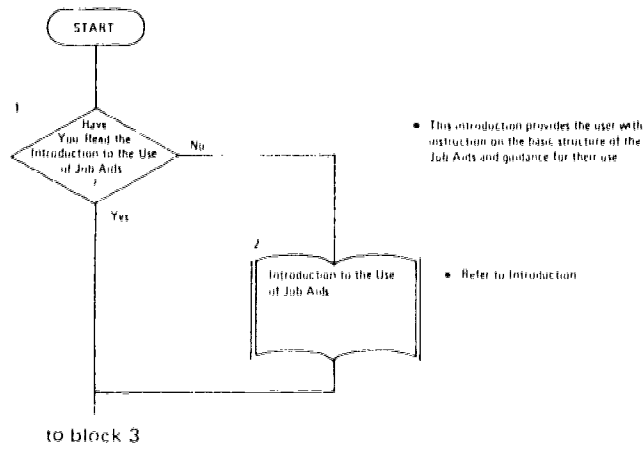 START
1
Have
You Read the
Introduction to the Use
of Job Aids
?
No
Yes
• This introduction provides the user with
instruction on the basic structure of the
Job Aids and guidance for their use
2
Introduction to the Use
of Job Aids
• Refer to Introduction
to block 3